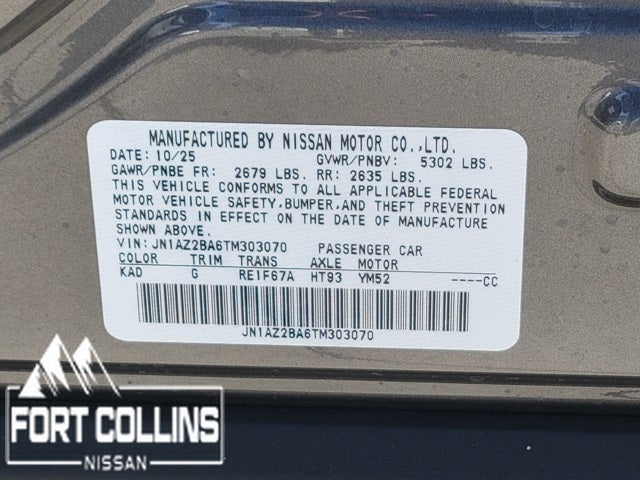 MANUFACTURED BY NISSAN MOTOR CO.,LTD.
DATE: 10/25 GVWR/PNBV: 5302 LBS.
GAWR/PNBE FR: 2679 LBS. RR: 2635 LBS.
THIS VEHICLE CONFORMS TO ALL APPLICABLE FEDERAL
MOTOR VEHICLE SAFETY,BUMPER,AND THEFT PREVENTION
STANDARDS IN EFFECT ON THE DATE OF MANUFACTURE
SHOWN ABOVE.
VIN: JN1AZ2BA6TM303070 PASSENGER CAR
COLOR TRIM TRANS AXLE MOTOR
KAD G RE1F67A HT93 YM52 ----CC
JN1AZ2BA6TM303070
FORT COLLINS
NISSAN